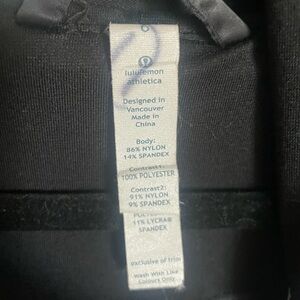 lululemon
athletica
Designed in
Vancouver
Made in
China
Body:
86% NYLON
14% SPANDEX
Contrast1:
100% POLYESTER
Contrast2:
91% NYLON
9% SPANDEX
11% LYCRA®
SPANDEX
exclusive of trim
Wash With Like
Colours Only